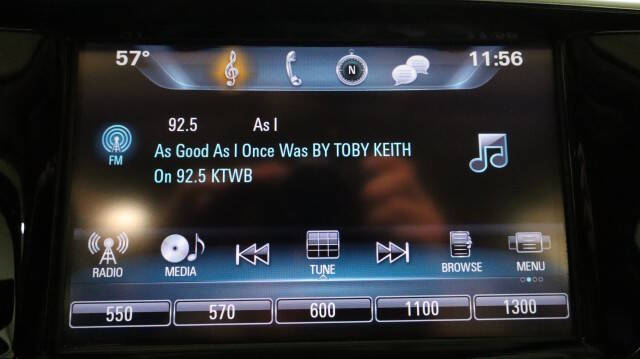 57° N 11:56
92.5 As I
FM
As Good As I Once Was BY TOBY KEITH
On 92.5 KTWB
RADIO MEDIA TUNE BROWSE MENU
550 570 600 1100 1300